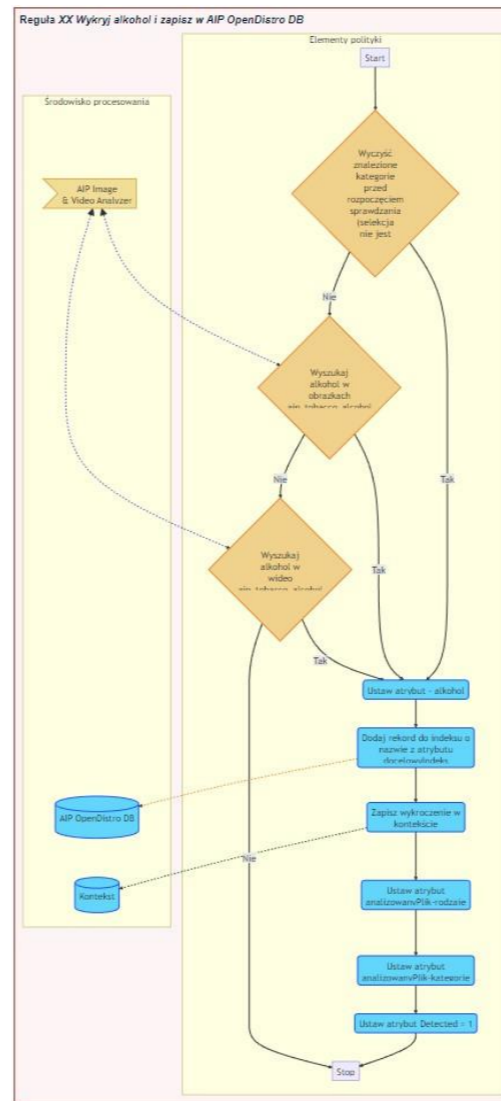 Reguła XX Wykryj alkohol i zapisz w AIP OpenDistro DB
Elementy polityki
Start
Środowisko procesowania
AIP Image
& Video Analyzer
Wyczyść
znalezione
kategorie
przed
rozpoczęciem
sprawdzania
(selekcja
nie jest
Nie
Wyszukaj
alkohol w
obrazkach
aip_tobacco_alcohol
Tak
Nie
Wyszukaj
alkohol w
wideo
aip_tobacco_alcohol
Tak
Tak
Ustaw atrybut - alkohol
Dodaj rekord do indeksu o
nazwie z atrybutu
docelowyIndeks
AIP OpenDistro DB
Zapisz wykroczenie w
kontekście
Nie
Kontekst
Ustaw atrybut
analizowanyPlik-rodzaje
Ustaw atrybut
analizowanyPlik-kategorie
Ustaw atrybut Detected = 1
Stop